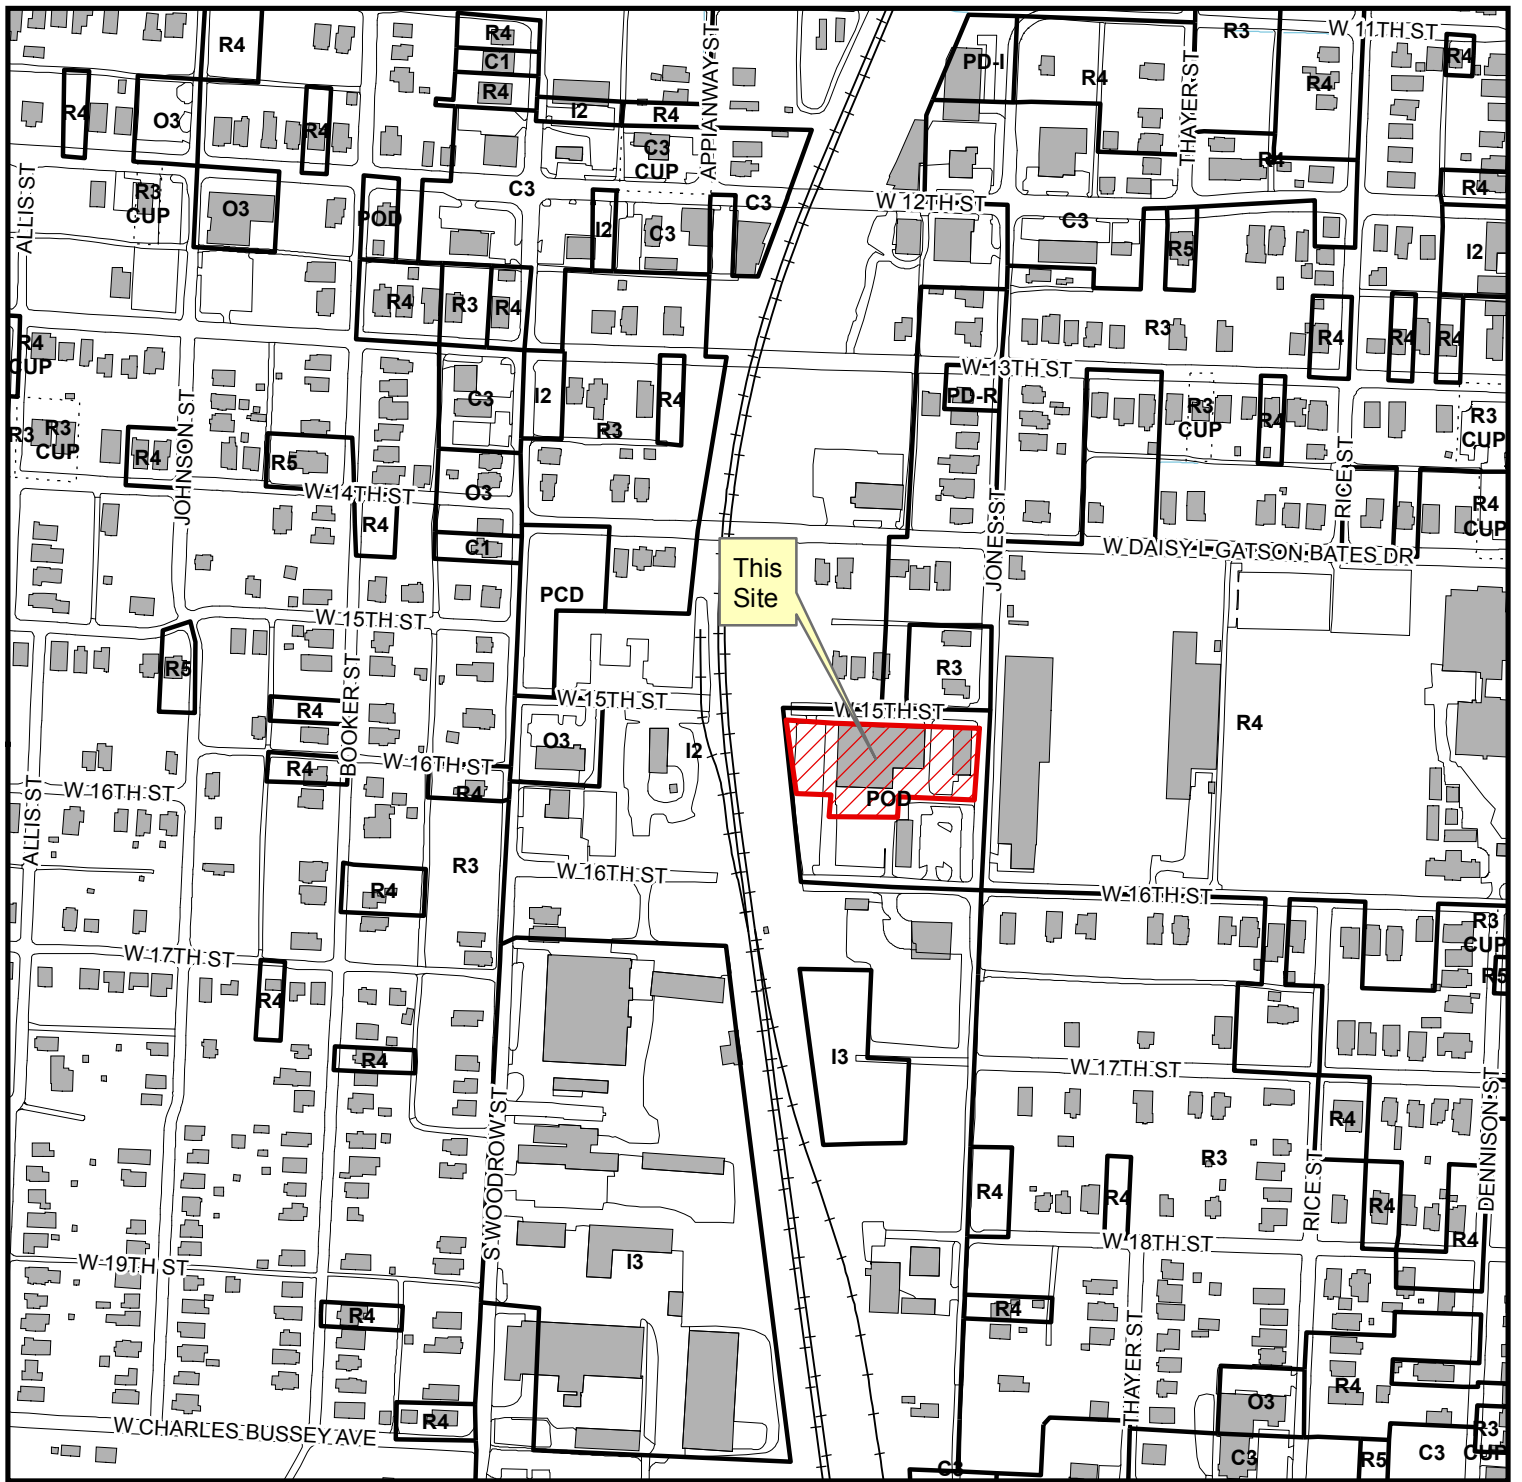 R4
R4
C1
R4
APPIANWAY ST
PD-I
R4
THAYER ST
R3
W 11TH ST
R4
R4
R4
O3
R4
I2
R4
C3
CUP
R4
R4
ALLIS ST
R3
CUP
O3
POD
C3
I2
C3
C3
W 12TH ST
C3
R5
I2
R4
R3
R4
R3
R4
R4
R4
R4
CUP
JOHNSON ST
C3
I2
R4
R3
W 13TH ST
PD-R
R3
CUP
R4
R3
CUP
R3
R3
CUP
R4
R5
W 14TH ST
R4
O3
C1
JONES ST
RICE ST
R4
CUP
W DAISY L GATSON BATES DR
This
Site
PCD
W 15TH ST
R5
BOOKER ST
R4
W 15TH ST
R3
W 15TH ST
R4
O3
I2
W 16TH ST
R4
R4
W 16TH ST
ALLIS ST
POD
R3
R4
W 16TH ST
W 16TH ST
R3
CUP
R5
W 17TH ST
R4
R4
I3
W 17TH ST
S WOODROW ST
R4
DENNISON ST
R3
R4
R4
RICE ST
R4
R4
W 18TH ST
W 19TH ST
I3
R4
R4
THAYER ST
R4
O3
R4
W CHARLES BUSSEY AVE
C3
C3
R5
C3
R3
CUP